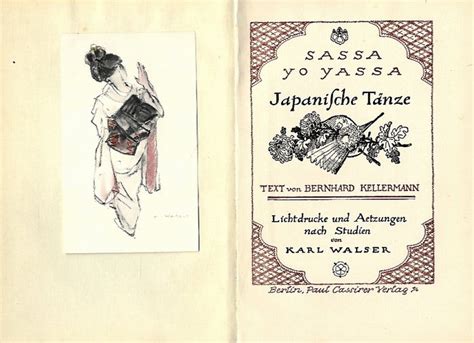 SASSA
YO YASSA
Japanische Tänze
TEXT von BERNHARD KELLERMANN
Lichtdrucke und Aetzungen
nach Studien
von
KARL WALSER
Berlin, Paul Cassirer Verlag